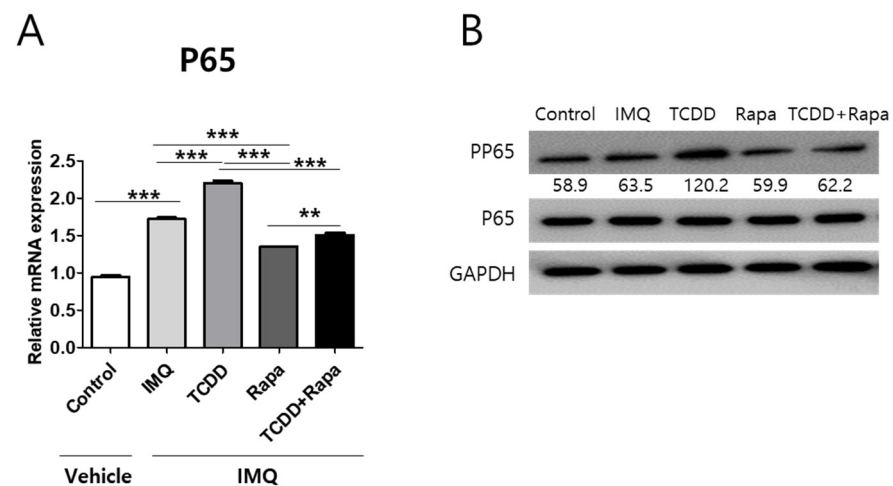 A
P65
Relative mRNA expression
2.5
2.0
1.5
1.0
0.5
0.0
***
***
***
***
***
**
Control
IMQ
TCDD
Rapa
TCDD+Rapa
Vehicle
IMQ
B
Control IMQ TCDD Rapa TCDD+Rapa
PP65
58.9 63.5 120.2 59.9 62.2
P65
GAPDH